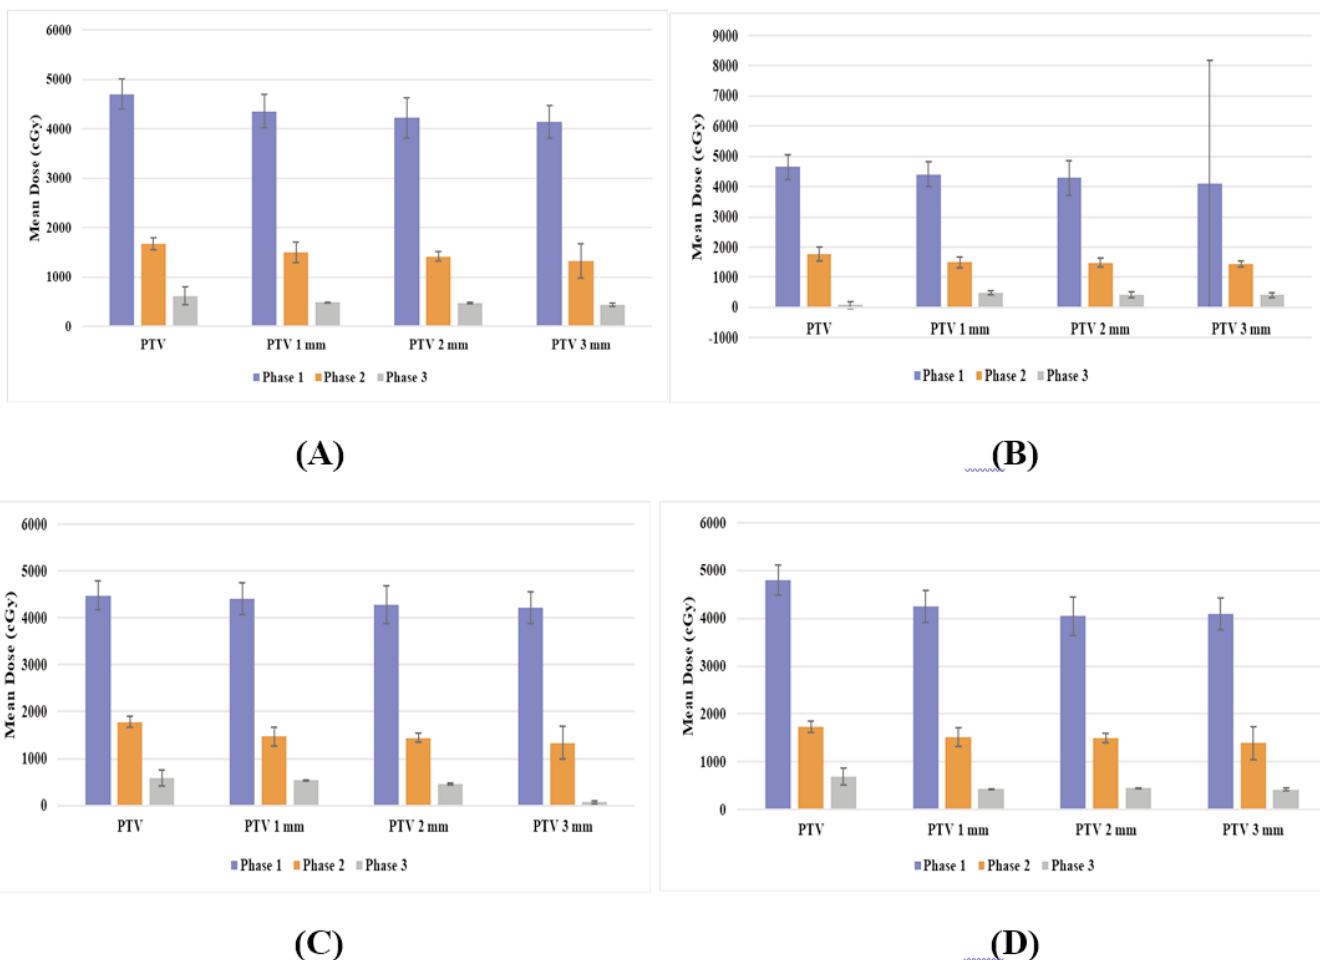 6000
5000
4000
3000
2000
1000
0
Mean Dose (cGy)
PTV PTV 1 mm PTV 2 mm PTV 3 mm
Phase 1 Phase 2 Phase 3
(A)
9000
8000
7000
6000
5000
4000
3000
2000
1000
0
-1000
Mean Dose (cGy)
PTV PTV 1 mm PTV 2 mm PTV 3 mm
Phase 1 Phase 2 Phase 3
(B)
6000
5000
4000
3000
2000
1000
0
Mean Dose (cGy)
PTV PTV 1 mm PTV 2 mm PTV 3 mm
Phase 1 Phase 2 Phase 3
(C)
6000
5000
4000
3000
2000
1000
0
Mean Dose (cGy)
PTV PTV 1 mm PTV 2 mm PTV 3 mm
Phase 1 Phase 2 Phase 3
(D)